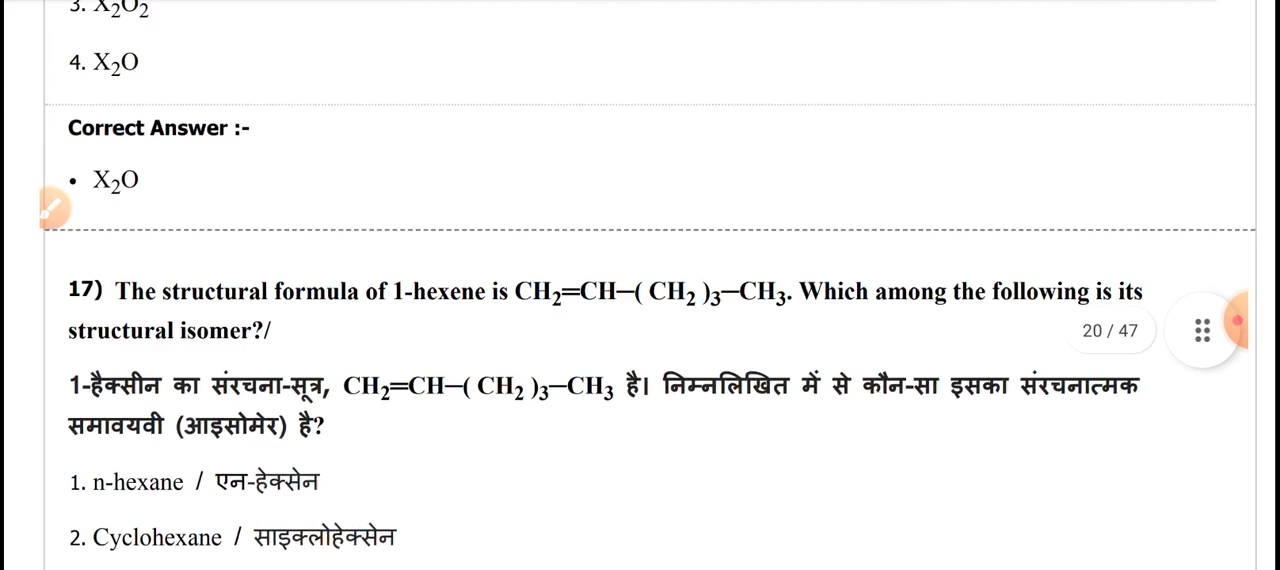 3. X₂O₂
4. X₂O
Correct Answer :-
• X₂O
17) The structural formula of 1-hexene is CH₂=CH–( CH₂ )₃–CH₃. Which among the following is its
structural isomer?/
20 / 47
1-हैक्सीन का संरचना-सूत्र, CH₂=CH–( CH₂ )₃–CH₃ है। निम्नलिखित में से कौन-सा इसका संरचनात्मक
समावयवी (आइसोमेर) है?
1. n-hexane / एन-हेक्सेन
2. Cyclohexane / साइक्लोहेक्सेन